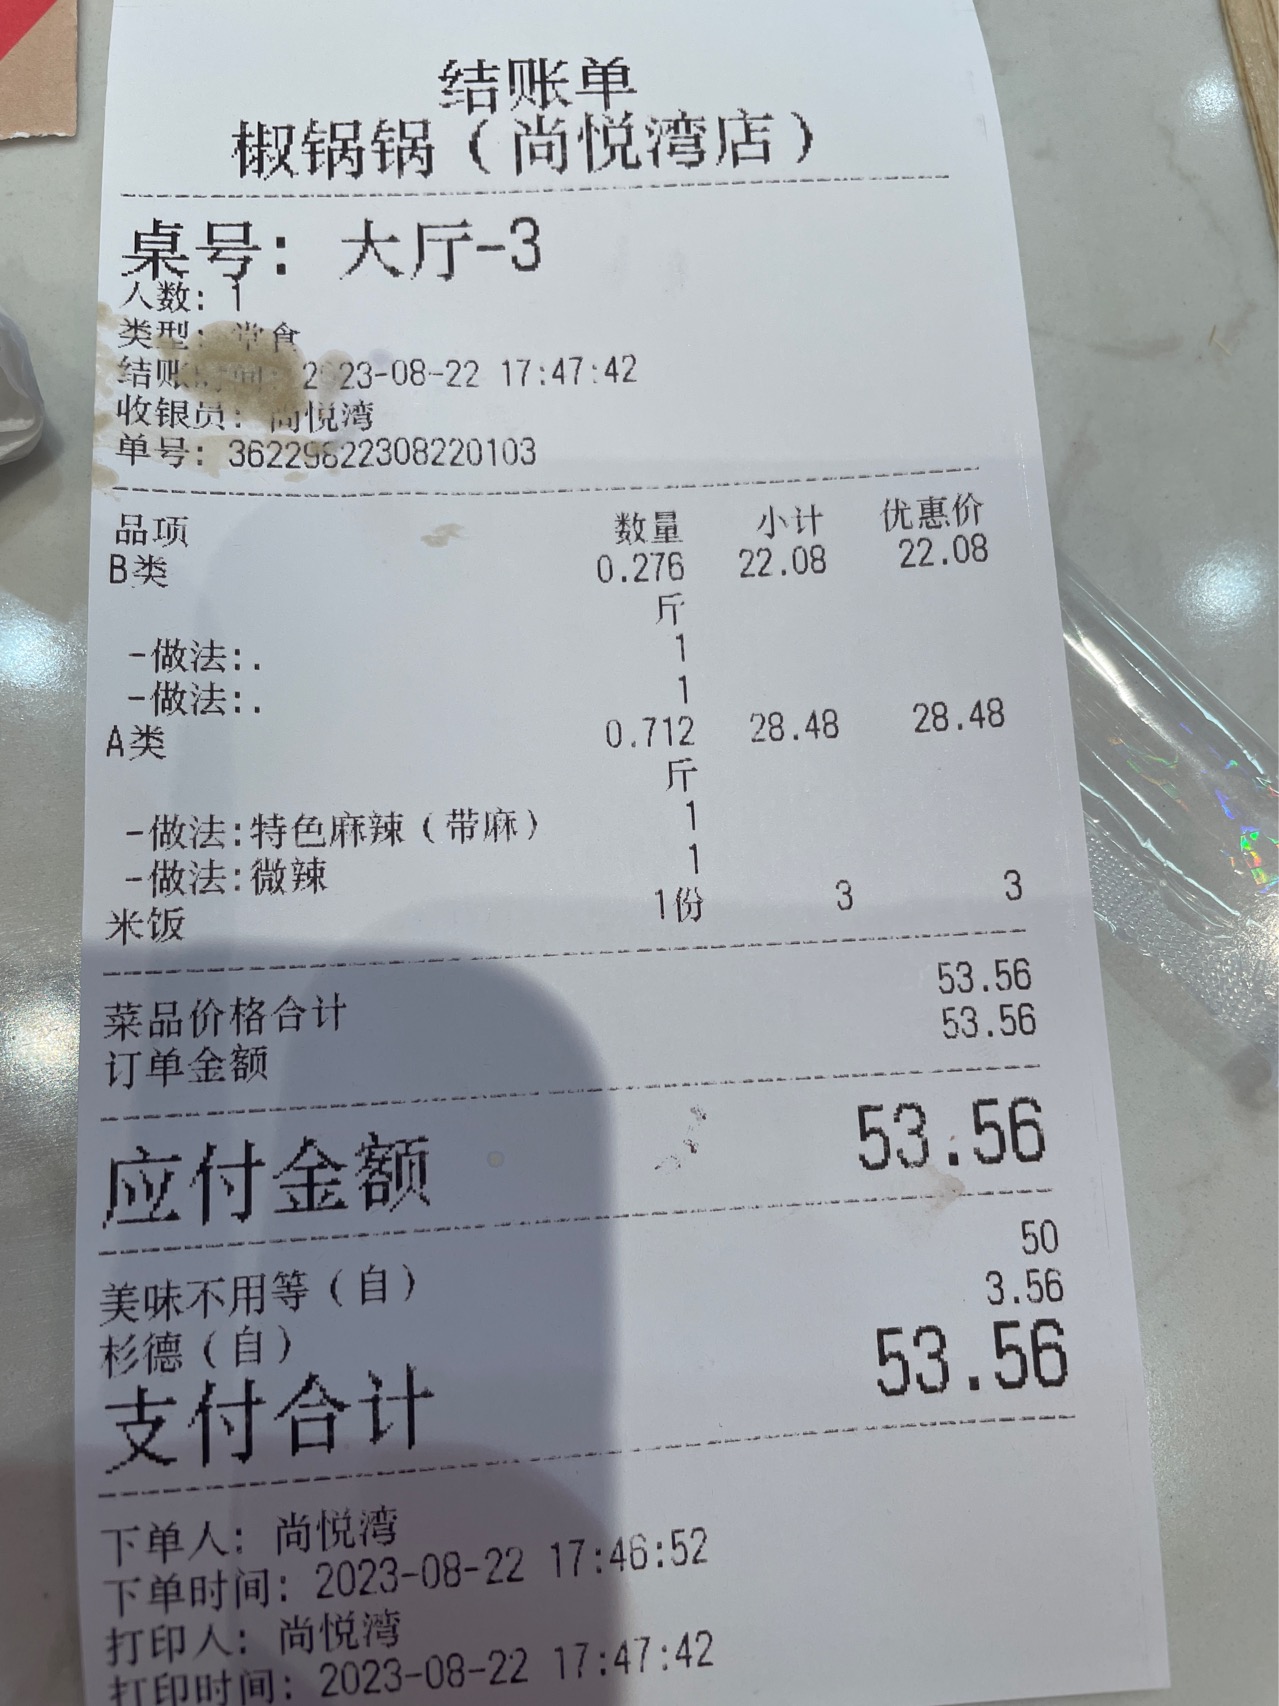 结账单
椒锅锅（尚悦湾店）
桌号： 大厅-3
人数：1
类型：堂食
结账时间：2023-08-22 17:47:42
收银员：尚悦湾
单号：36229822308220103
品项 数量 小计 优惠价
B类 0.276 22.08 22.08
斤
-做法:. 1
-做法:. 1
A类 0.712 28.48 28.48
斤
-做法:特色麻辣（带麻） 1
-做法:微辣 1
米饭 1份 3 3
菜品价格合计 53.56
订单金额 53.56
应付金额 53.56
美味不用等（自） 50
杉德（自） 3.56
支付合计 53.56
下单人：尚悦湾
下单时间：2023-08-22 17:46:52
打印人：尚悦湾
打印时间：2023-08-22 17:47:42